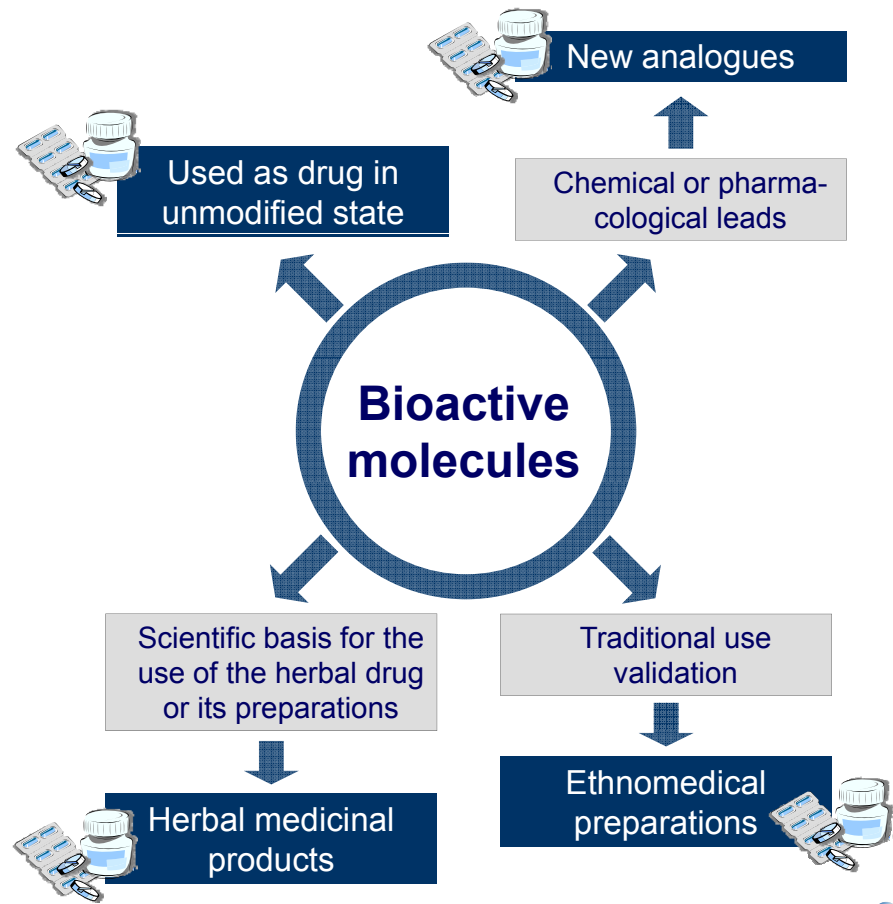 New analogues
Used as drug in
unmodified state
Chemical or pharma-
cological leads
Bioactive
molecules
Scientific basis for the
use of the herbal drug
or its preparations
Traditional use
validation
Herbal medicinal
products
Ethnomedical
preparations